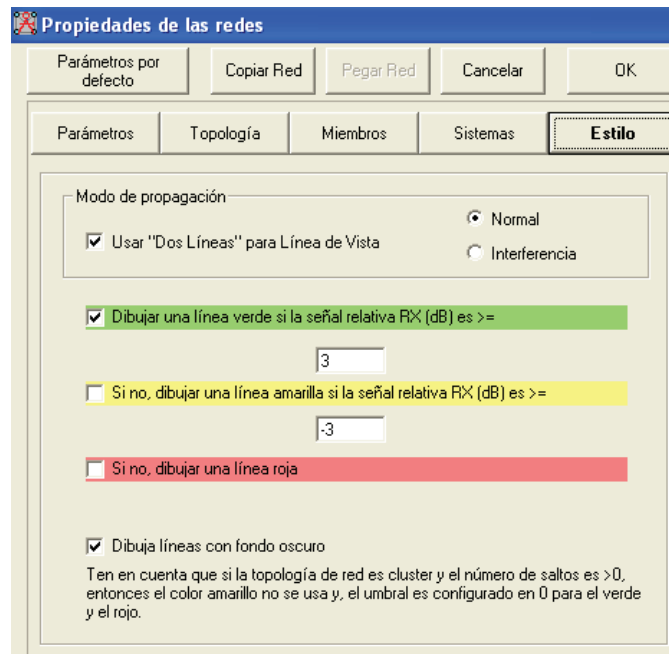 Propiedades de las redes
Parámetros por
defecto
Copiar Red
Pegar Red
Cancelar
OK
Parámetros
Topología
Miembros
Sistemas
Estilo
Modo de propagación
Usar "Dos Líneas" para Línea de Vista
Normal
Interferencia
Dibujar una línea verde si la señal relativa RX (dB) es >=
3
Si no, dibujar una línea amarilla si la señal relativa RX (dB) es >=
-3
Si no, dibujar una línea roja
Dibuja líneas con fondo oscuro
Ten en cuenta que si la topología de red es cluster y el número de saltos es >0,
entonces el color amarillo no se usa y, el umbral es configurado en 0 para el verde
y el rojo.